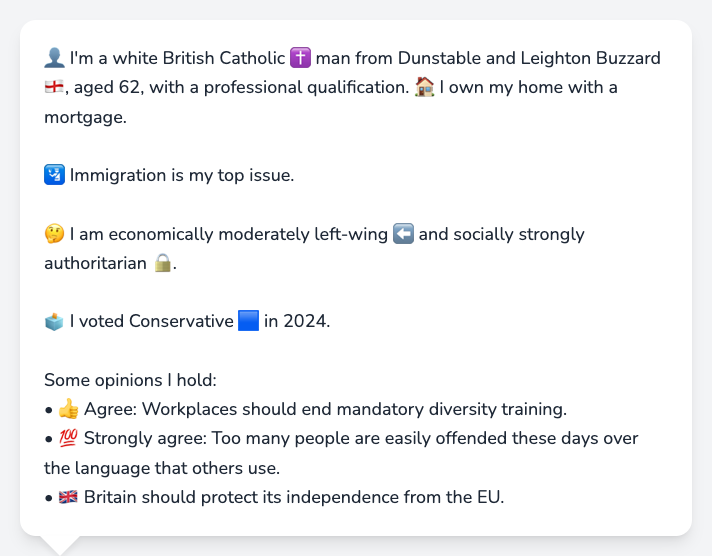 👤 I'm a white British Catholic ✝️ man from Dunstable and Leighton Buzzard
🏴󠁧󠁢󠁥󠁮󠁧󠁿, aged 62, with a professional qualification. 🏠 I own my home with a
mortgage.
🛂 Immigration is my top issue.
🤔 I am economically moderately left-wing ⬅️ and socially strongly
authoritarian 🔒.
🗳️ I voted Conservative 🟦 in 2024.
Some opinions I hold:
• 👍 Agree: Workplaces should end mandatory diversity training.
• 💯 Strongly agree: Too many people are easily offended these days over
the language that others use.
• 🇬🇧 Britain should protect its independence from the EU.